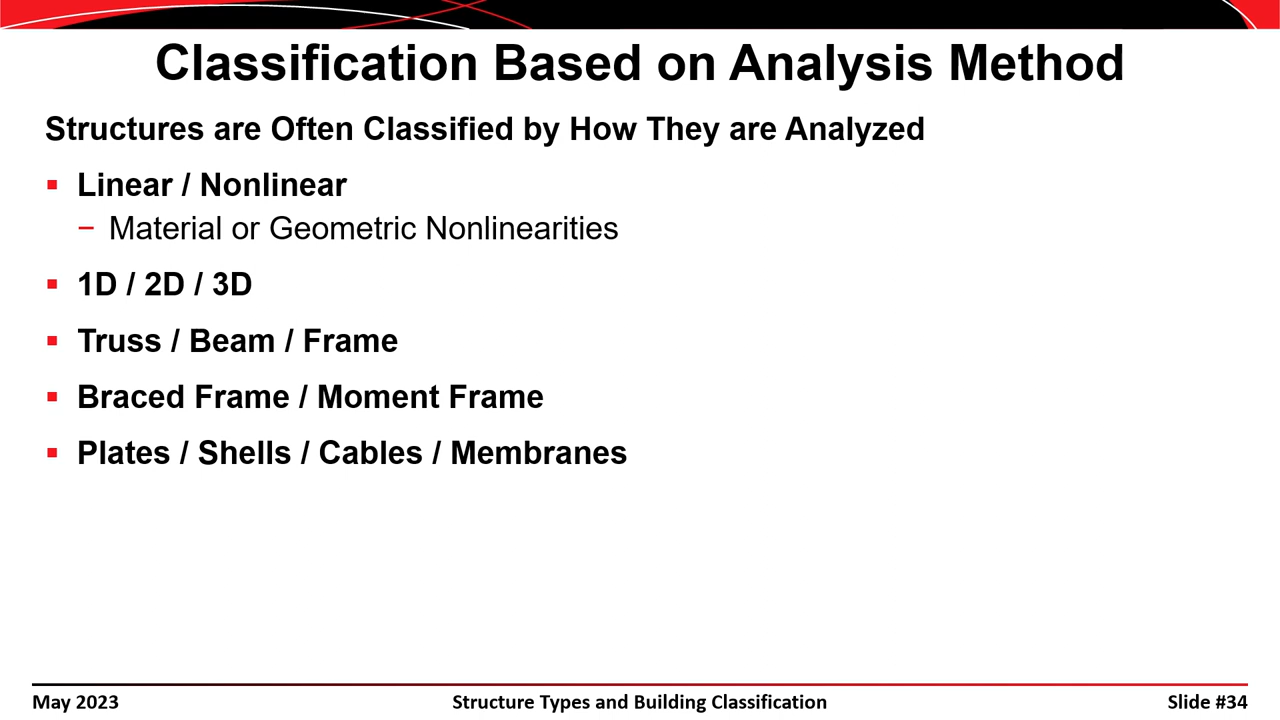 Classification Based on Analysis Method
Structures are Often Classified by How They are Analyzed
▪ Linear / Nonlinear
− Material or Geometric Nonlinearities
▪ 1D / 2D / 3D
▪ Truss / Beam / Frame
▪ Braced Frame / Moment Frame
▪ Plates / Shells / Cables / Membranes
May 2023
Structure Types and Building Classification
Slide #34